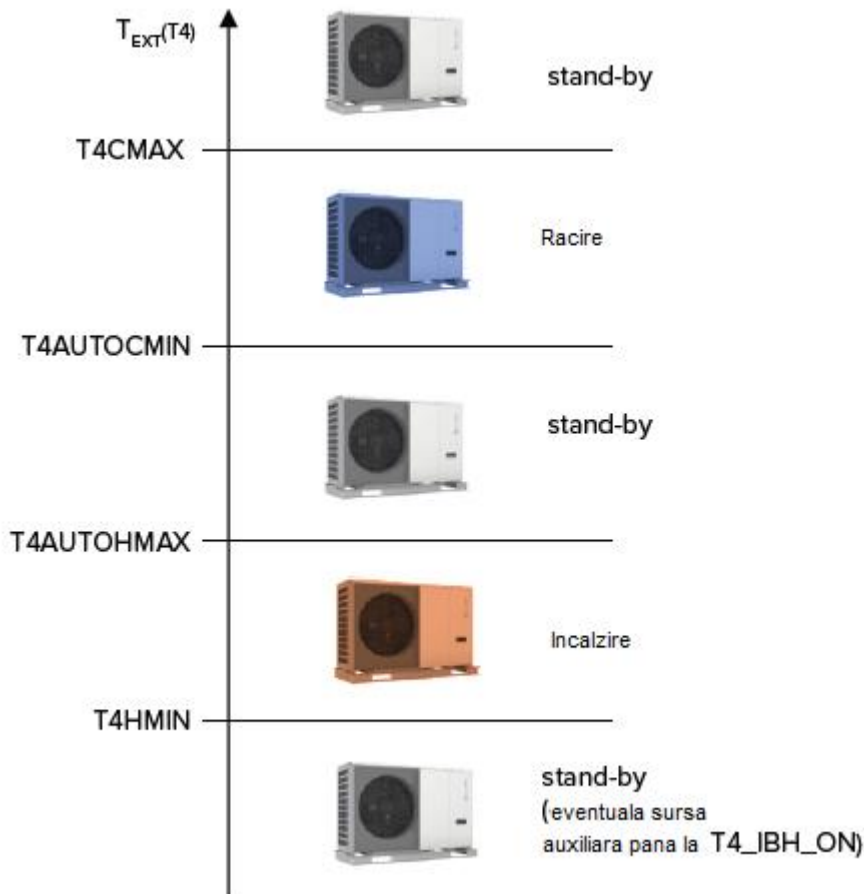 T_EXT(T4)
stand-by
T4CMAX
Racire
T4AUTOCMIN
stand-by
T4AUTOHMAX
Incalzire
T4HMIN
stand-by
(eventuala sursa
auxiliara pana la T4_IBH_ON)